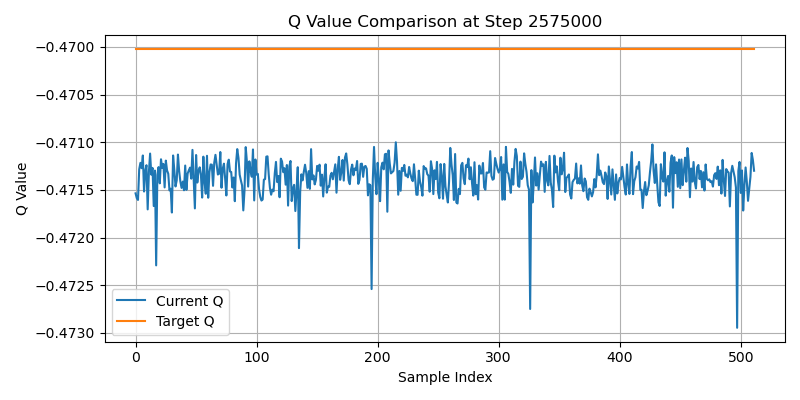 Q Value Comparison at Step 2575000
Q Value
−0.4700
−0.4705
−0.4710
−0.4715
−0.4720
−0.4725
−0.4730
Current Q
Target Q
0 100 200 300 400 500
Sample Index